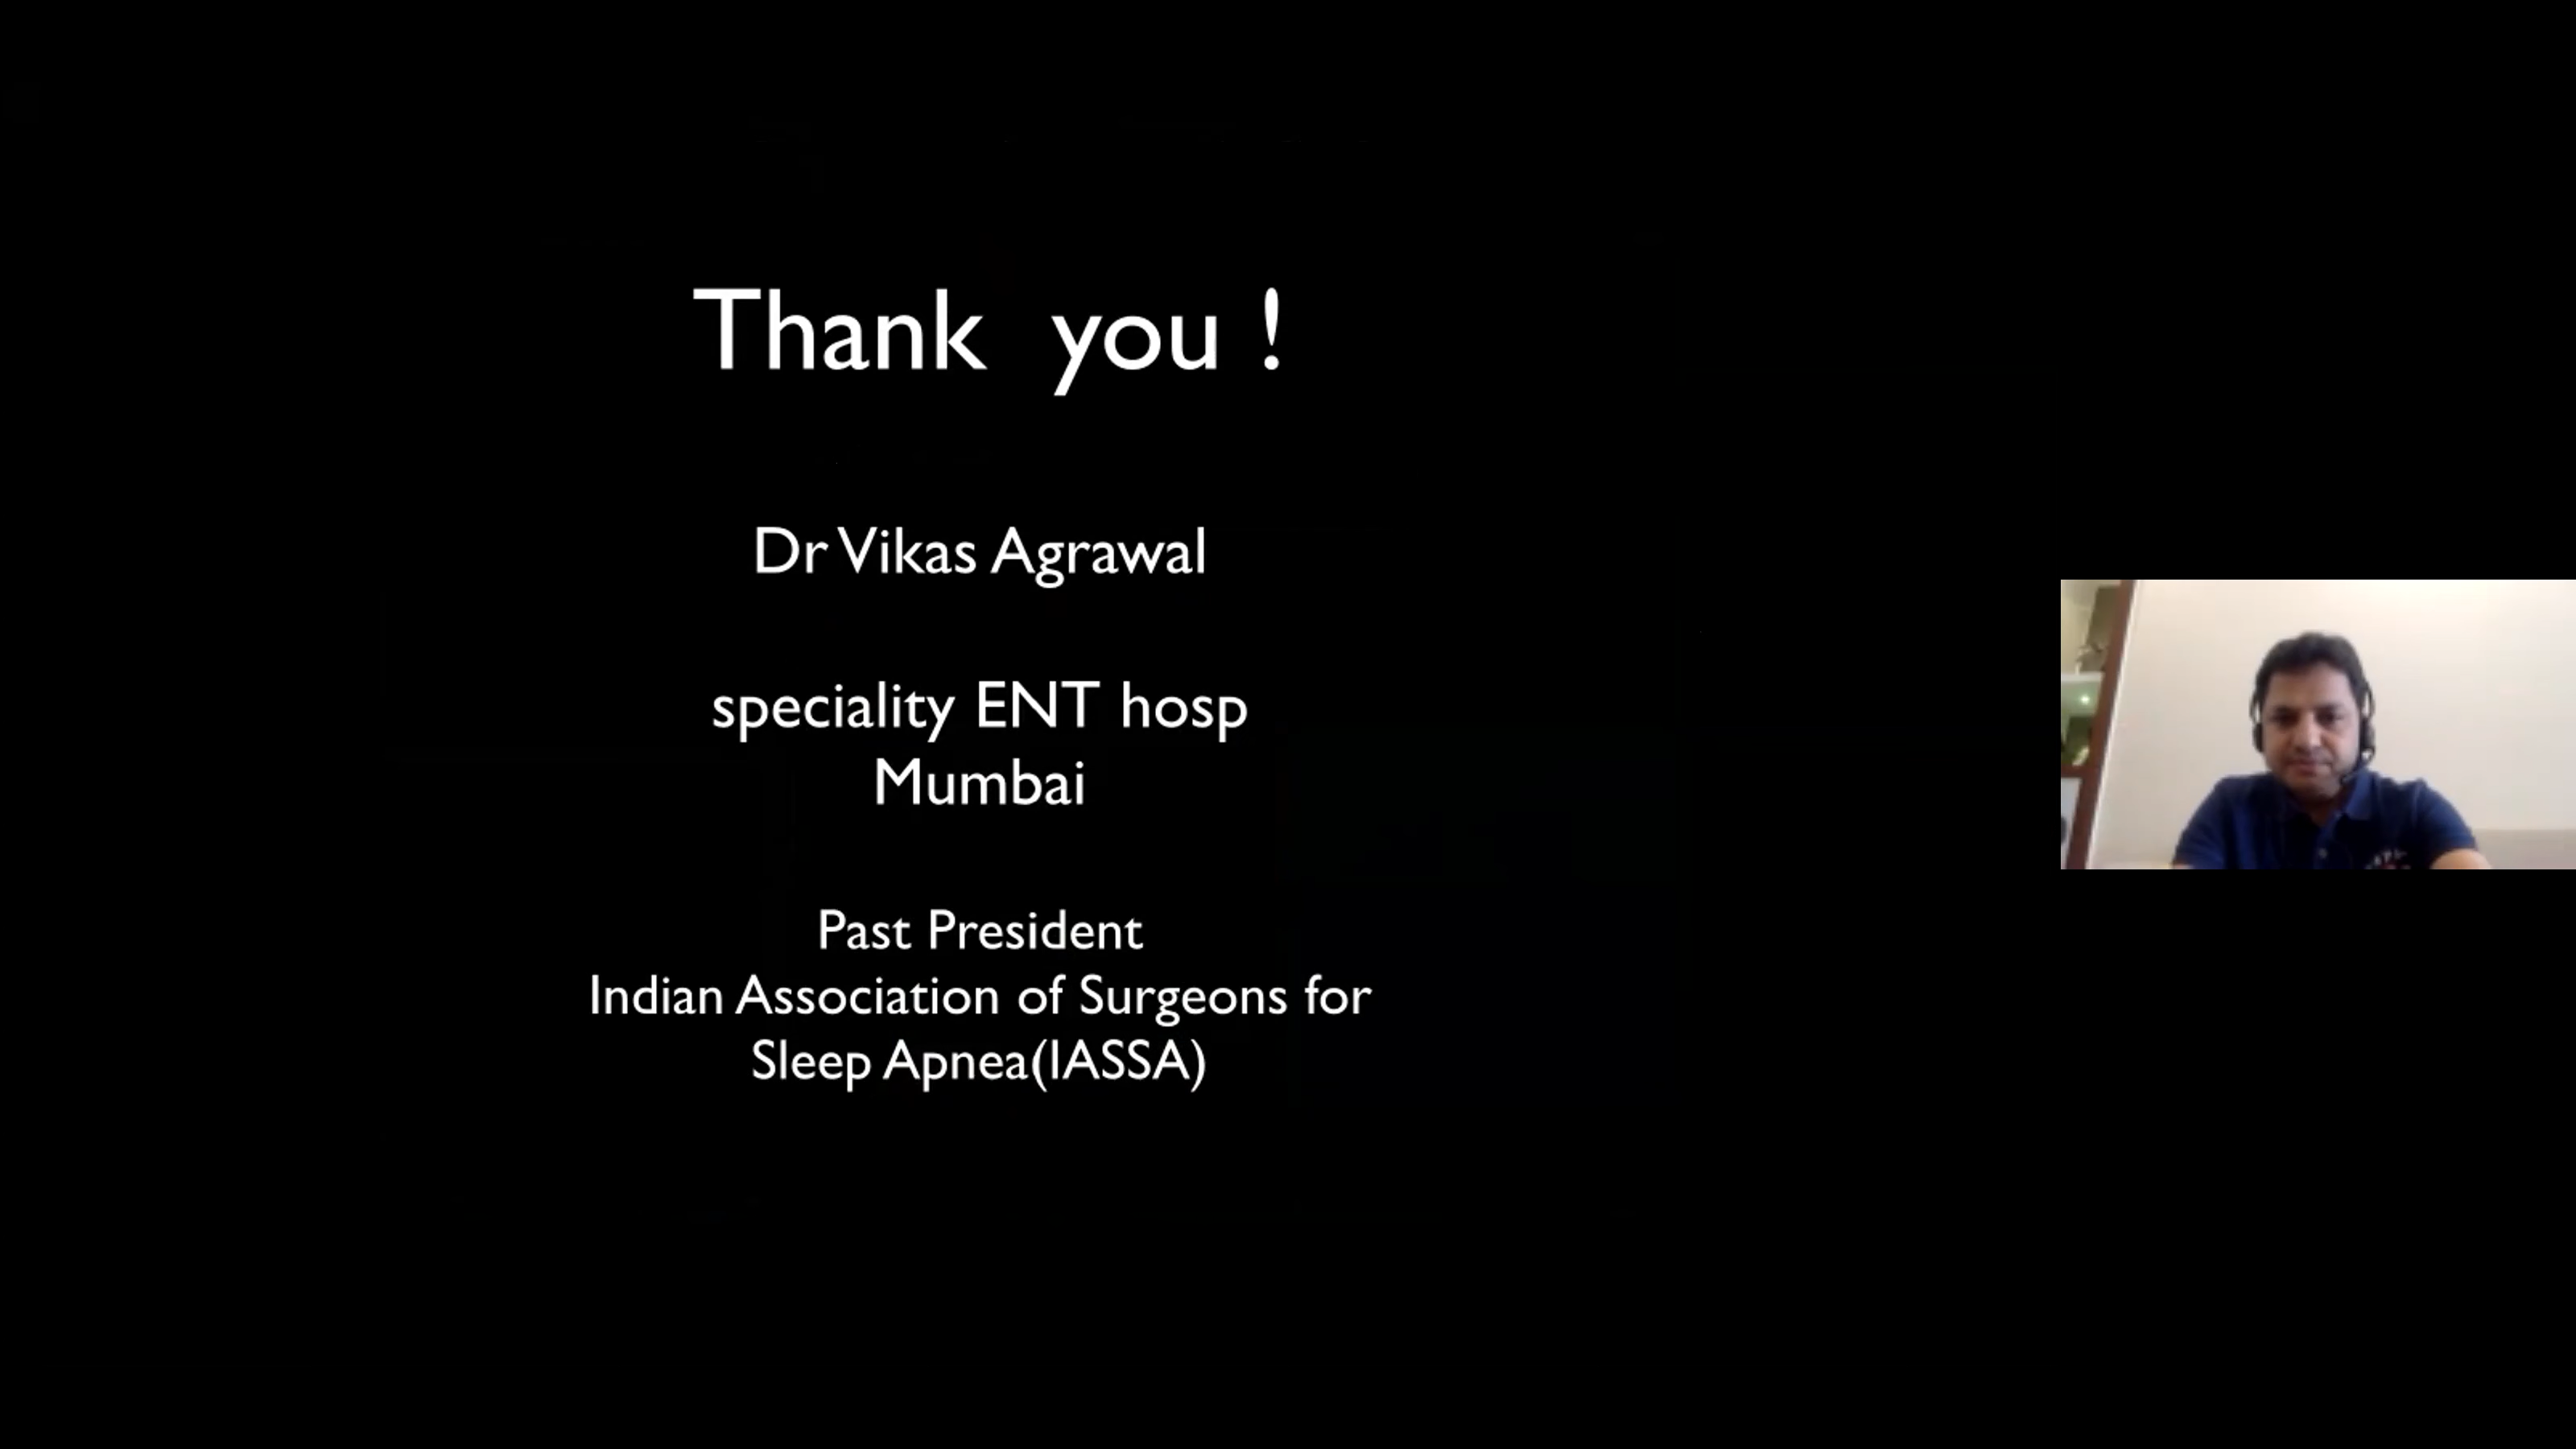 Thank you !
Dr Vikas Agrawal
speciality ENT hosp
Mumbai
Past President
Indian Association of Surgeons for
Sleep Apnea(IASSA)